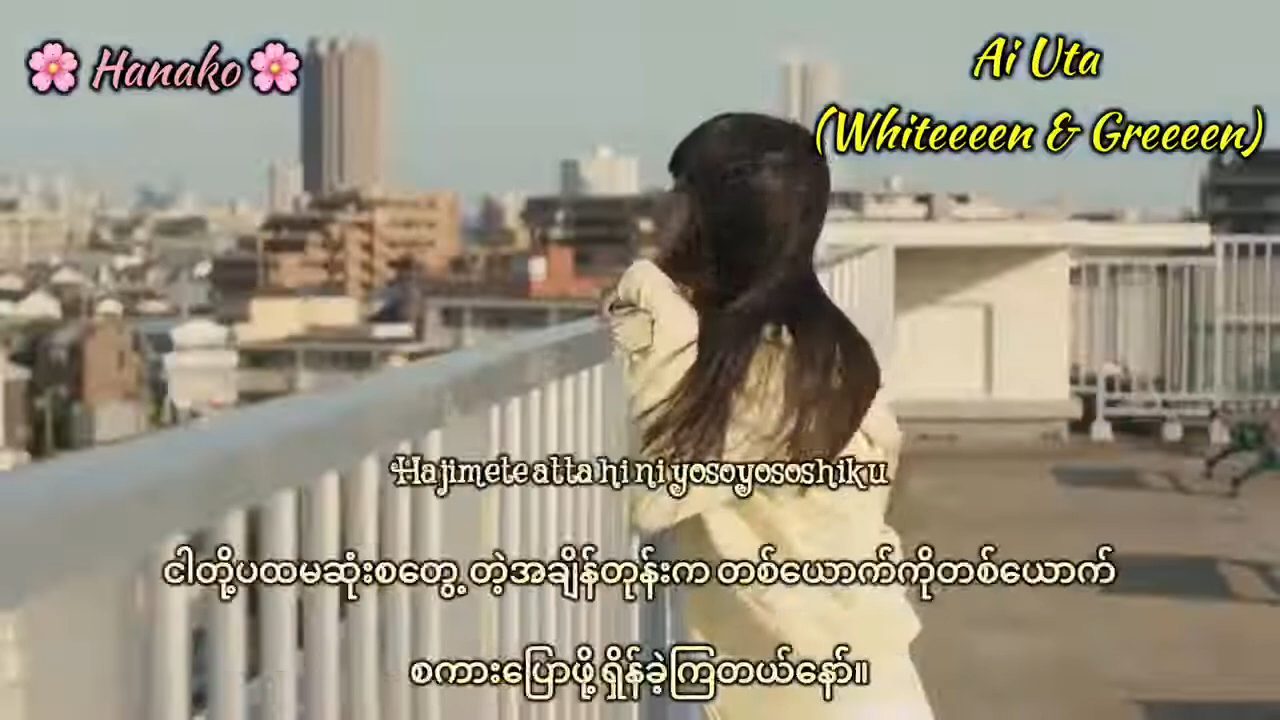 🌸 Hanako 🌸
Ai Uta
(Whiteeeen & Greeeen)
Hajimete atta hi ni yosoyososhiku
ငါတို့ပထမဆုံးစတွေ့ တဲ့အချိန်တုန်းက တစ်ယောက်ကိုတစ်ယောက်
စကားပြောဖို့ရှိန်ခဲ့ကြတယ်နော်။